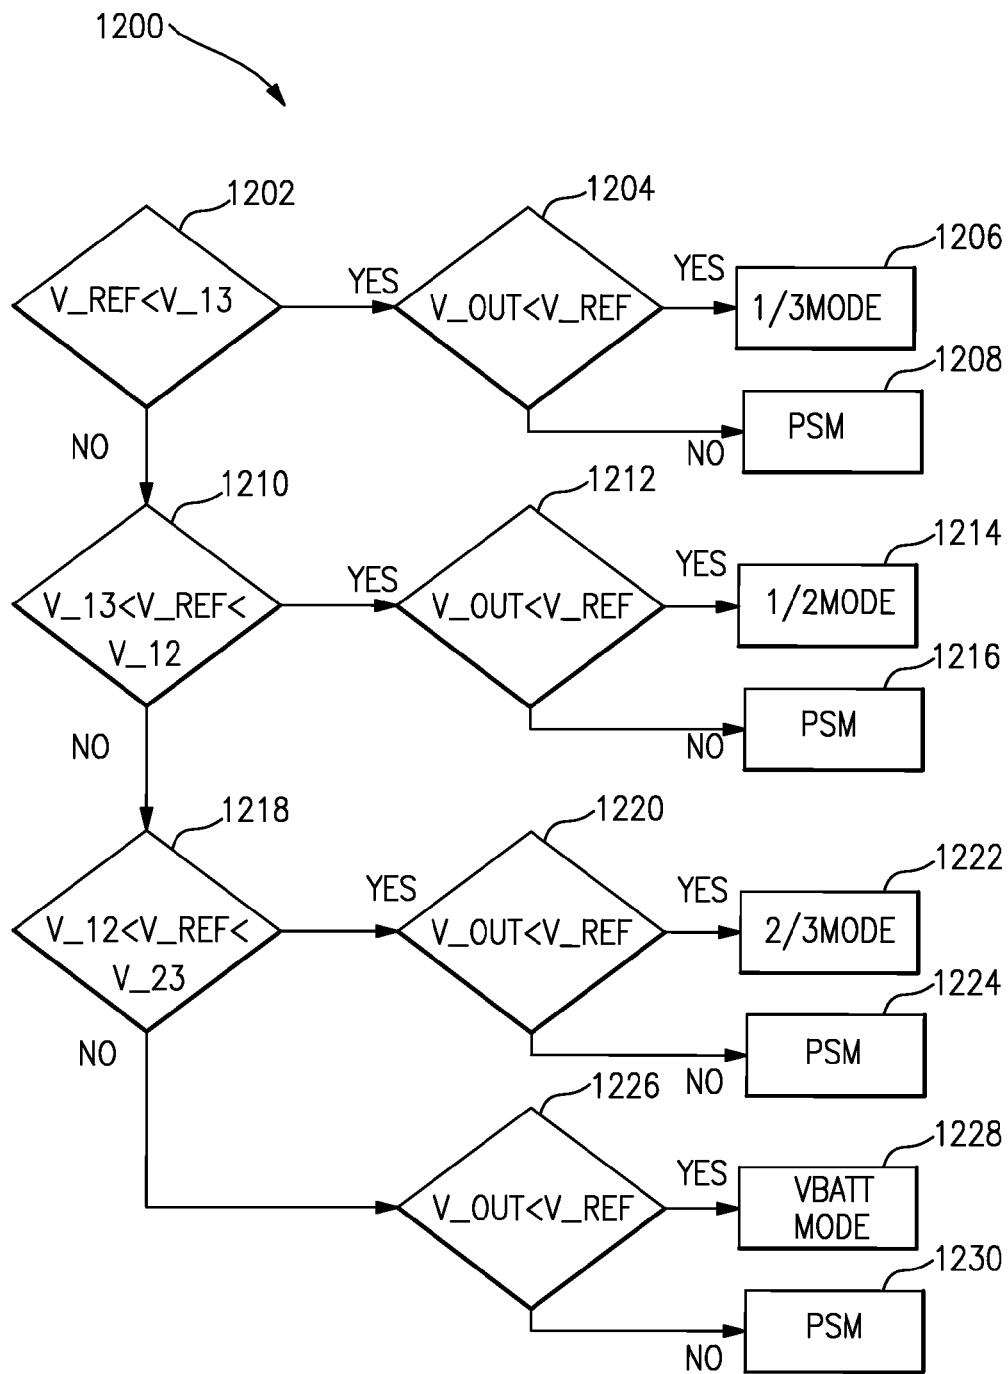 1200
1202
V_REF<V_13
YES
1204
V_OUT<V_REF
YES
1206
1/3MODE
NO
1208
PSM
NO
1210
V_13<V_REF<
V_12
YES
1212
V_OUT<V_REF
YES
1214
1/2MODE
NO
1216
PSM
NO
1218
V_12<V_REF<
V_23
YES
1220
V_OUT<V_REF
YES
1222
2/3MODE
NO
1224
PSM
NO
1226
V_OUT<V_REF
YES
1228
VBATT
MODE
NO
1230
PSM